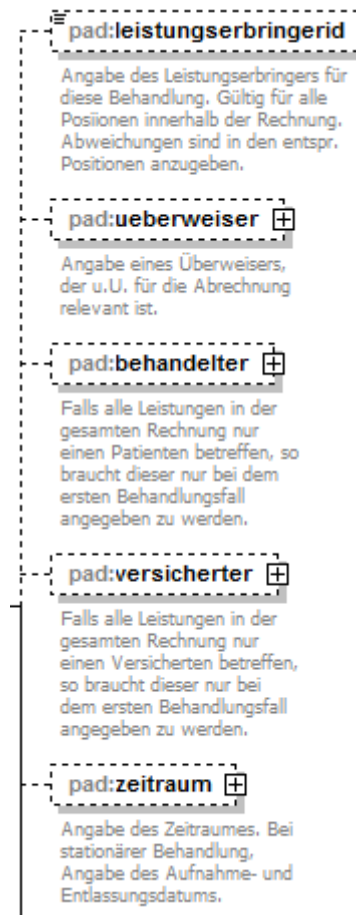 pad:leistungserbringerid
Angabe des Leistungserbringers für
diese Behandlung. Gültig für alle
Posiionen innerhalb der Rechnung.
Abweichungen sind in den entspr.
Positionen anzugeben.
pad:ueberweiser
Angabe eines Überweisers,
der u.U. für die Abrechnung
relevant ist.
pad:behandelter
Falls alle Leistungen in der
gesamten Rechnung nur
einen Patienten betreffen, so
braucht dieser nur bei dem
ersten Behandlungsfall
angegeben zu werden.
pad:versicherter
Falls alle Leistungen in der
gesamten Rechnung nur
einen Versicherten betreffen,
so braucht dieser nur bei
dem ersten Behandlungsfall
angegeben zu werden.
pad:zeitraum
Angabe des Zeitraumes. Bei
stationärer Behandlung,
Angabe des Aufnahme- und
Entlassungsdatums.